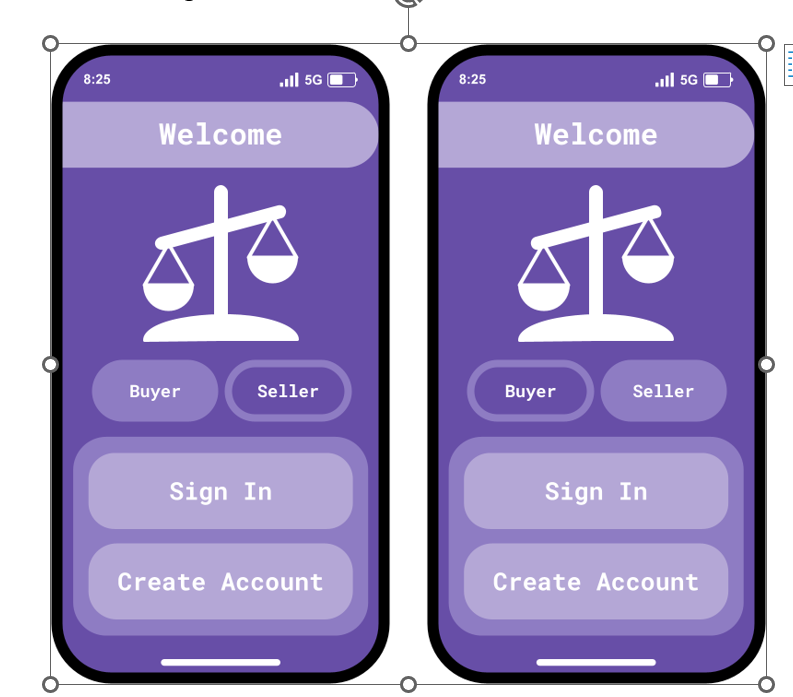 8:25 5G
Welcome
Buyer Seller
Sign In
Create Account
8:25 5G
Welcome
Buyer Seller
Sign In
Create Account